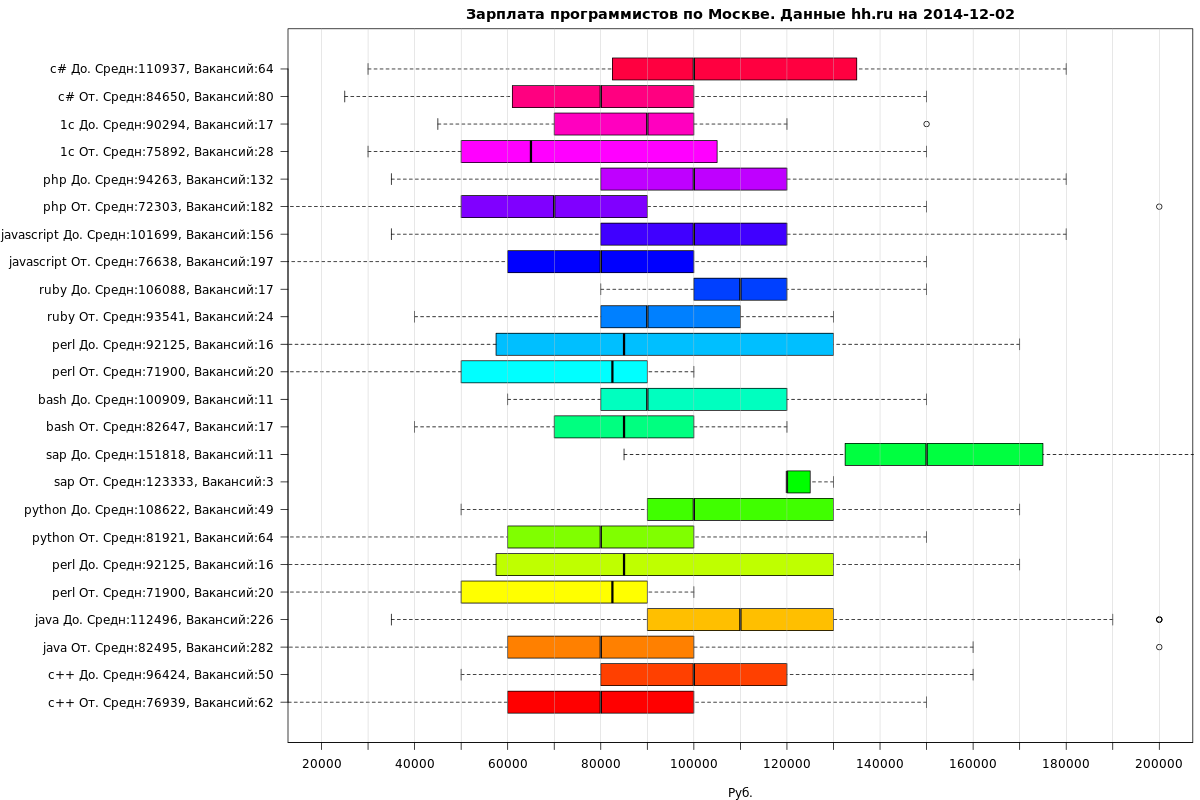 Зарплата программистов по Москве. Данные hh.ru на 2014-12-02
c# До. Средн:110937, Вакансий:64
c# От. Средн:84650, Вакансий:80
1c До. Средн:90294, Вакансий:17
1c От. Средн:75892, Вакансий:28
php До. Средн:94263, Вакансий:132
php От. Средн:72303, Вакансий:182
javascript До. Средн:101699, Вакансий:156
javascript От. Средн:76638, Вакансий:197
ruby До. Средн:106088, Вакансий:17
ruby От. Средн:93541, Вакансий:24
perl До. Средн:92125, Вакансий:16
perl От. Средн:71900, Вакансий:20
bash До. Средн:100909, Вакансий:11
bash От. Средн:82647, Вакансий:17
sap До. Средн:151818, Вакансий:11
sap От. Средн:123333, Вакансий:3
python До. Средн:108622, Вакансий:49
python От. Средн:81921, Вакансий:64
perl До. Средн:92125, Вакансий:16
perl От. Средн:71900, Вакансий:20
java До. Средн:112496, Вакансий:226
java От. Средн:82495, Вакансий:282
c++ До. Средн:96424, Вакансий:50
c++ От. Средн:76939, Вакансий:62
20000 40000 60000 80000 100000 120000 140000 160000 180000 200000
Руб.